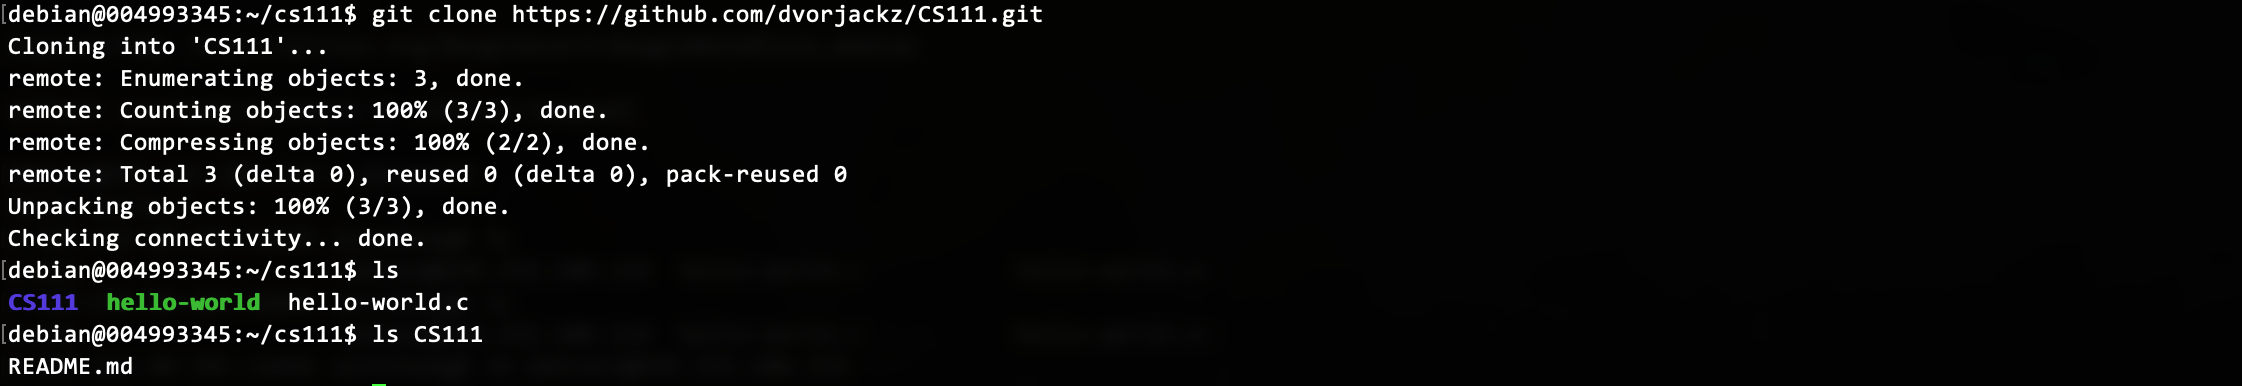 [debian@004993345:~/cs111$ git clone https://github.com/dvorjackz/CS111.git
Cloning into 'CS111'...
remote: Enumerating objects: 3, done.
remote: Counting objects: 100% (3/3), done.
remote: Compressing objects: 100% (2/2), done.
remote: Total 3 (delta 0), reused 0 (delta 0), pack-reused 0
Unpacking objects: 100% (3/3), done.
Checking connectivity... done.
[debian@004993345:~/cs111$ ls
CS111  hello-world  hello-world.c
[debian@004993345:~/cs111$ ls CS111
README.md